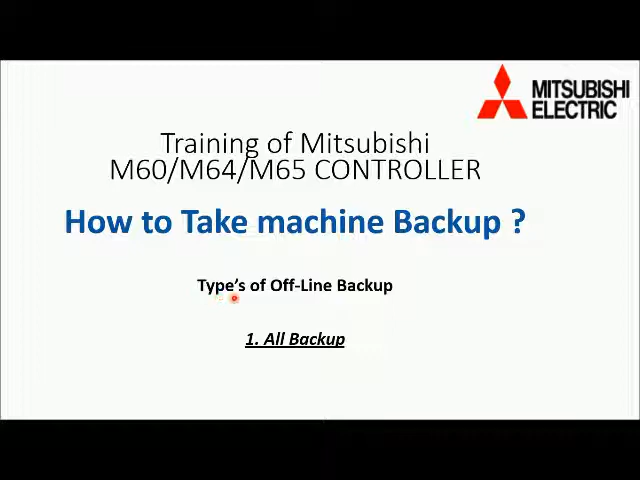 MITSUBISHI
ELECTRIC
Training of Mitsubishi
M60/M64/M65 CONTROLLER
How to Take machine Backup ?
Type's of Off-Line Backup
1. All Backup